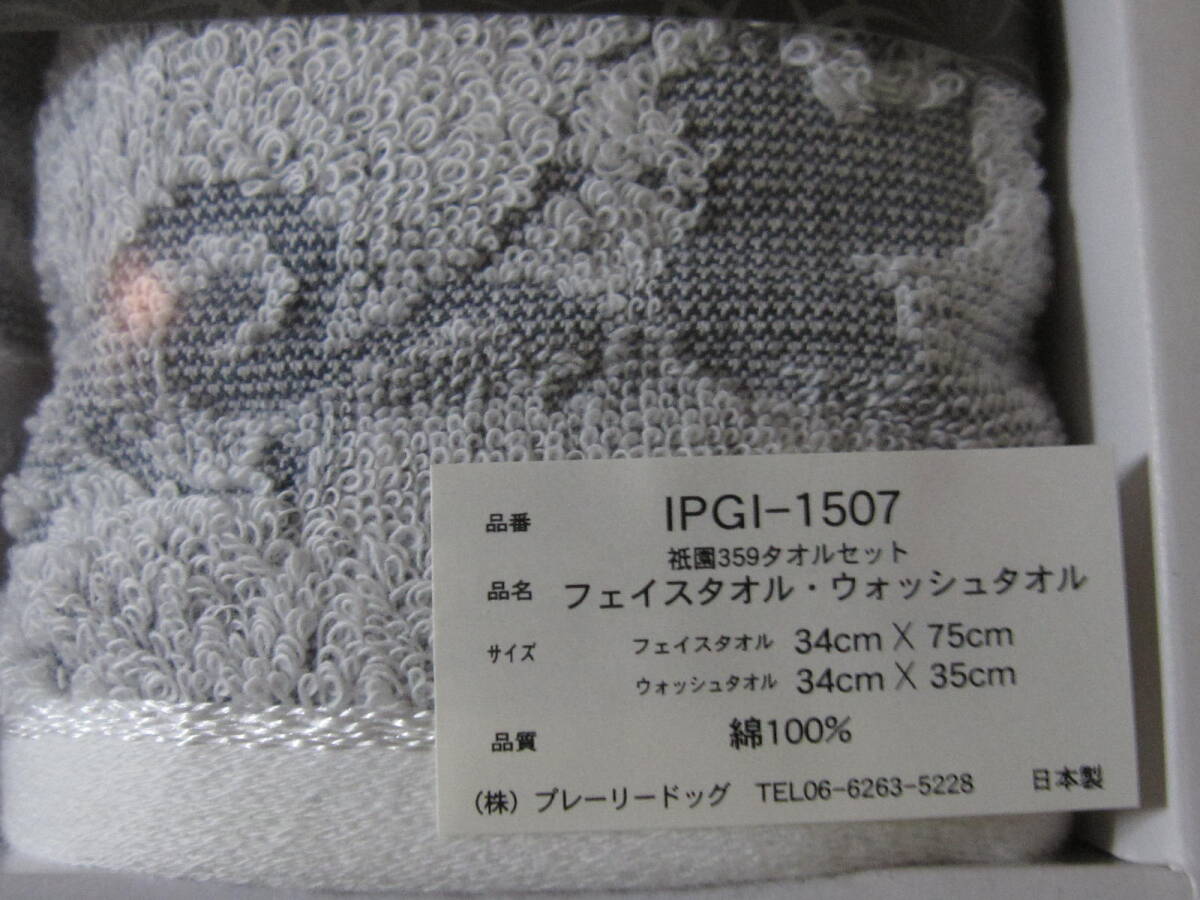 品番 IPGI-1507
祇園359タオルセット
品名 フェイスタオル・ウォッシュタオル
サイズ フェイスタオル 34cm X 75cm
ウォッシュタオル 34cm X 35cm
品質 綿100%
(株) プレーリードッグ TEL06-6263-5228 日本製